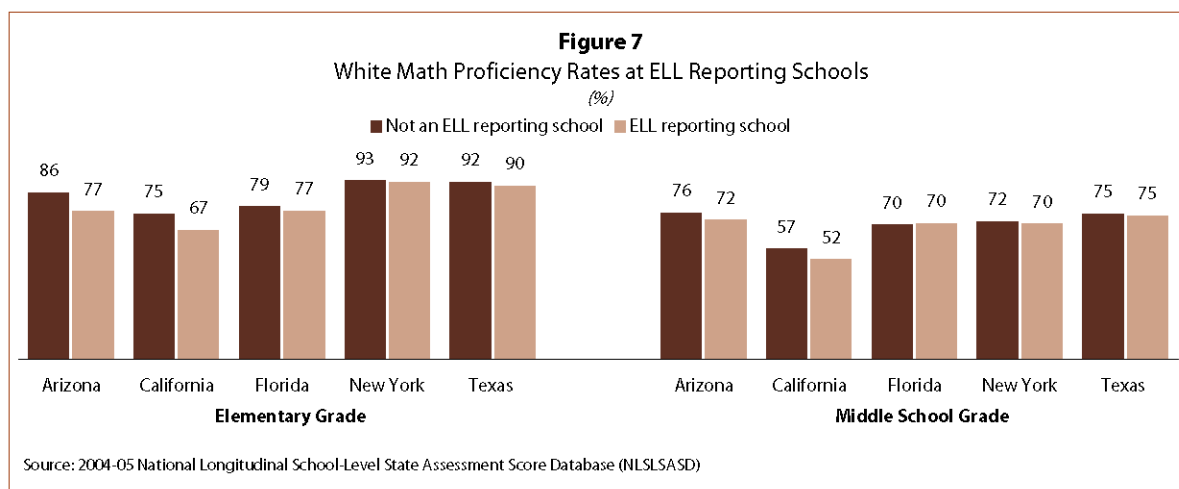 Figure 7
White Math Proficiency Rates at ELL Reporting Schools
(%)
Not an ELL reporting school ELL reporting school
86 77 75 67 79 77 93 92 92 90
76 72 57 52 70 70 72 70 75 75
Arizona California Florida New York Texas
Elementary Grade
Arizona California Florida New York Texas
Middle School Grade
Source: 2004-05 National Longitudinal School-Level State Assessment Score Database (NLSLSASD)